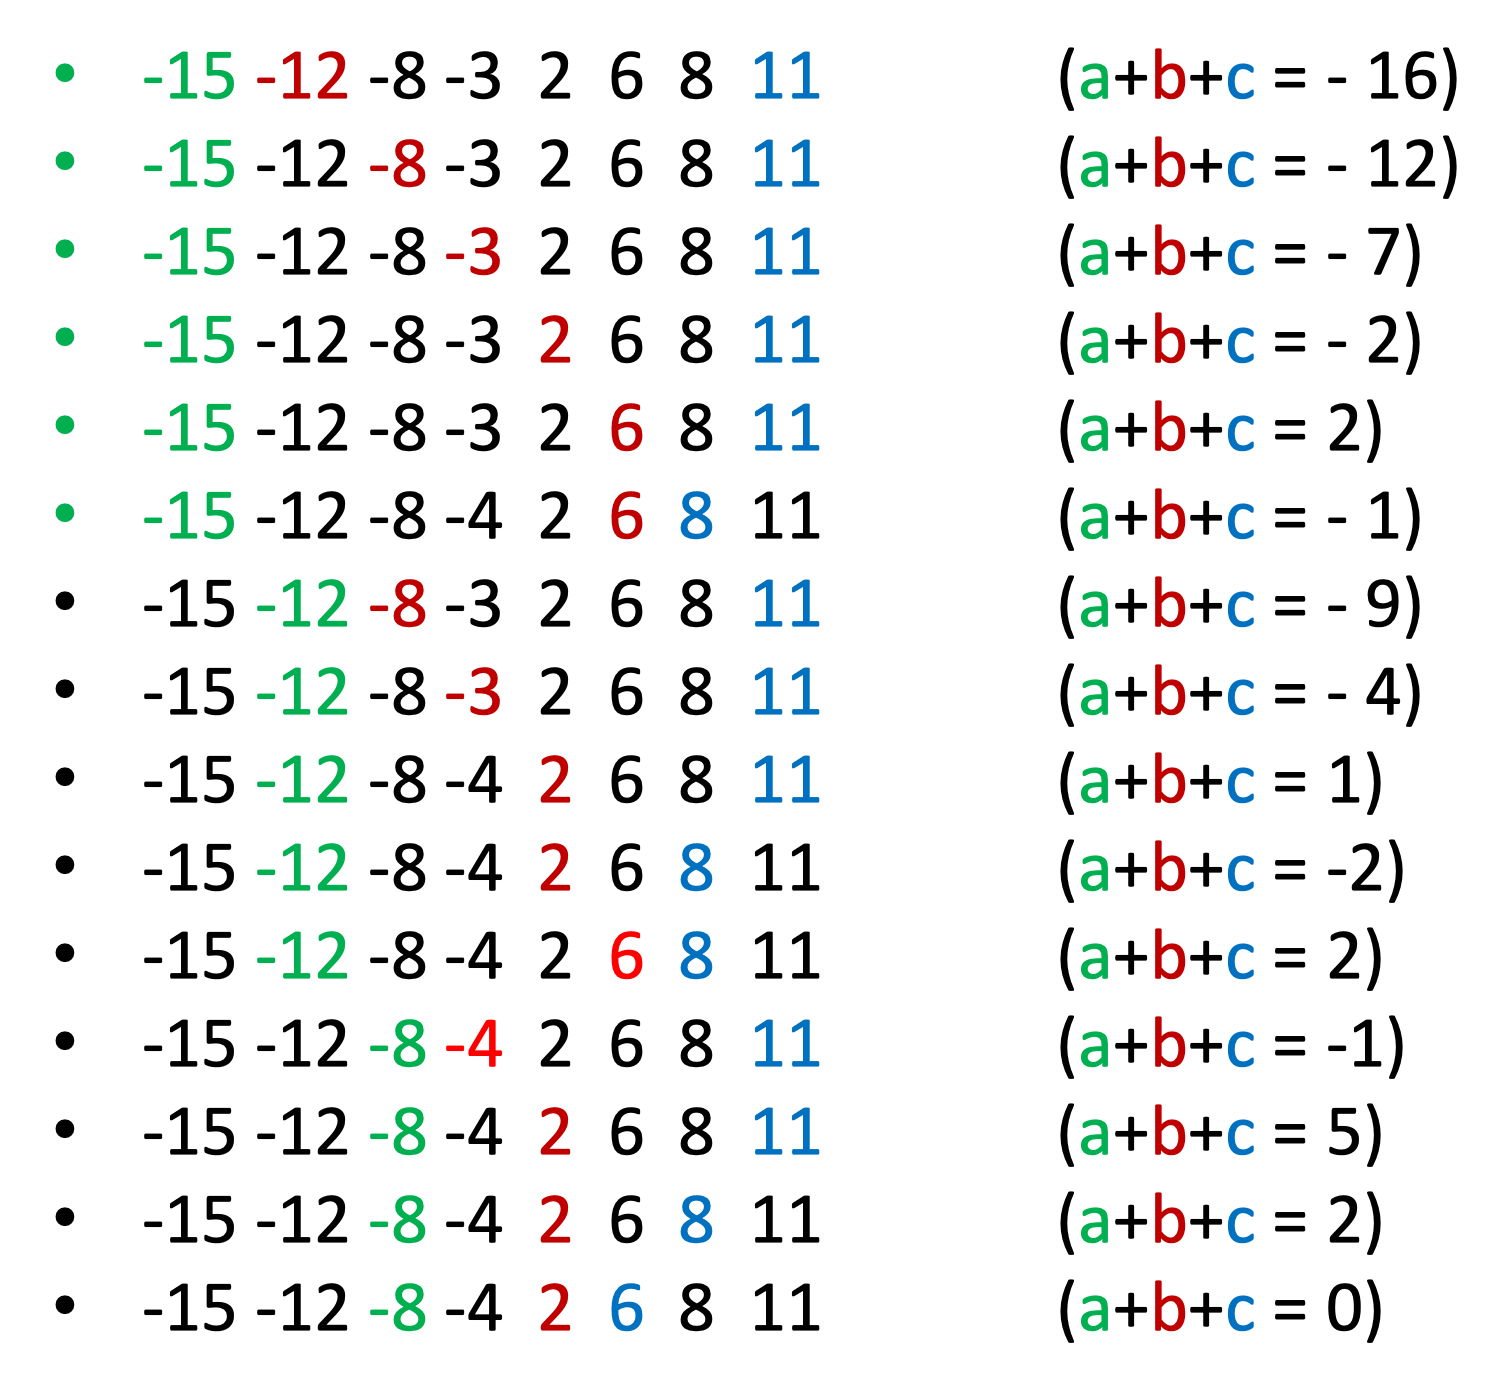 • -15 -12 -8 -3 2 6 8 11 (a+b+c = - 16)
• -15 -12 -8 -3 2 6 8 11 (a+b+c = - 12)
• -15 -12 -8 -3 2 6 8 11 (a+b+c = - 7)
• -15 -12 -8 -3 2 6 8 11 (a+b+c = - 2)
• -15 -12 -8 -3 2 6 8 11 (a+b+c = 2)
• -15 -12 -8 -4 2 6 8 11 (a+b+c = - 1)
• -15 -12 -8 -3 2 6 8 11 (a+b+c = - 9)
• -15 -12 -8 -3 2 6 8 11 (a+b+c = - 4)
• -15 -12 -8 -4 2 6 8 11 (a+b+c = 1)
• -15 -12 -8 -4 2 6 8 11 (a+b+c = -2)
• -15 -12 -8 -4 2 6 8 11 (a+b+c = 2)
• -15 -12 -8 -4 2 6 8 11 (a+b+c = -1)
• -15 -12 -8 -4 2 6 8 11 (a+b+c = 5)
• -15 -12 -8 -4 2 6 8 11 (a+b+c = 2)
• -15 -12 -8 -4 2 6 8 11 (a+b+c = 0)